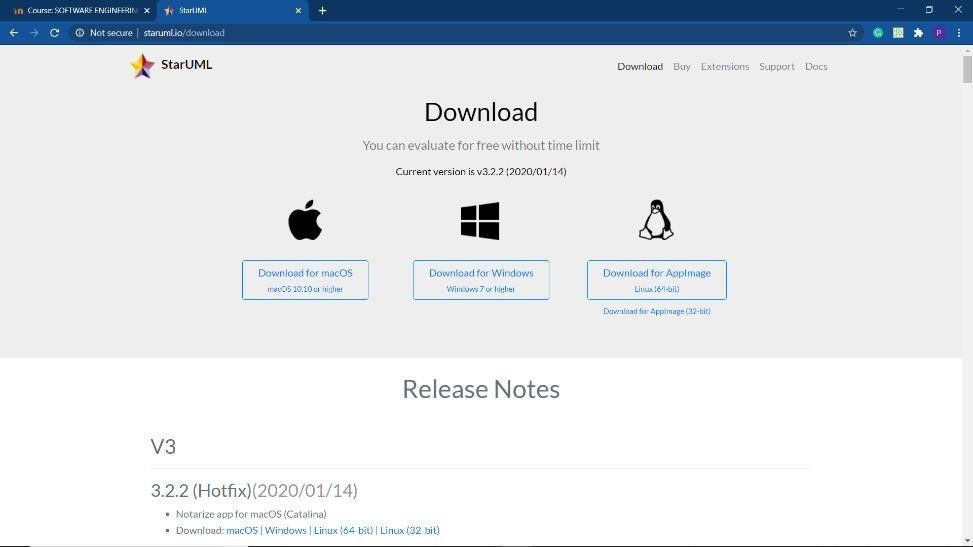 Course: SOFTWARE ENGINEERIN
StarUML
Not secure | staruml.io/download
P
StarUML
Download Buy Extensions Support Docs
Download
You can evaluate for free without time limit
Current version is v3.2.2 (2020/01/14)
Download for macOS
macOS 10.10 or higher
Download for Windows
Windows 7 or higher
Download for AppImage
Linux (64-bit)
Download for AppImage (32-bit)
Release Notes
V3
3.2.2 (Hotfix)(2020/01/14)
Notarize app for macOS (Catalina)
Download: macOS | Windows | Linux (64-bit) | Linux (32-bit)